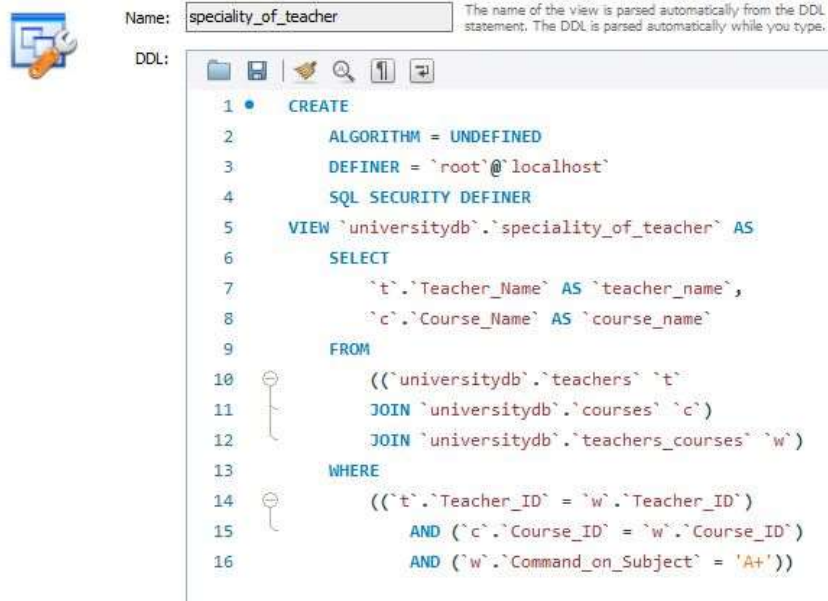 Name: speciality_of_teacher The name of the view is parsed automatically from the DDL
statement. The DDL is parsed automatically while you type.
DDL:
1 CREATE
2 ALGORITHM = UNDEFINED
3 DEFINER = `root`@`localhost`
4 SQL SECURITY DEFINER
5 VIEW `universitydb`.`speciality_of_teacher` AS
6 SELECT
7 `t`.`Teacher_Name` AS `teacher_name`,
8 `c`.`Course_Name` AS `course_name`
9 FROM
10 ((`universitydb`.`teachers` `t`
11 JOIN `universitydb`.`courses` `c`)
12 JOIN `universitydb`.`teachers_courses` `w`)
13 WHERE
14 ((`t`.`Teacher_ID` = `w`.`Teacher_ID`)
15 AND (`c`.`Course_ID` = `w`.`Course_ID`)
16 AND (`w`.`Command_on_Subject` = 'A+'))